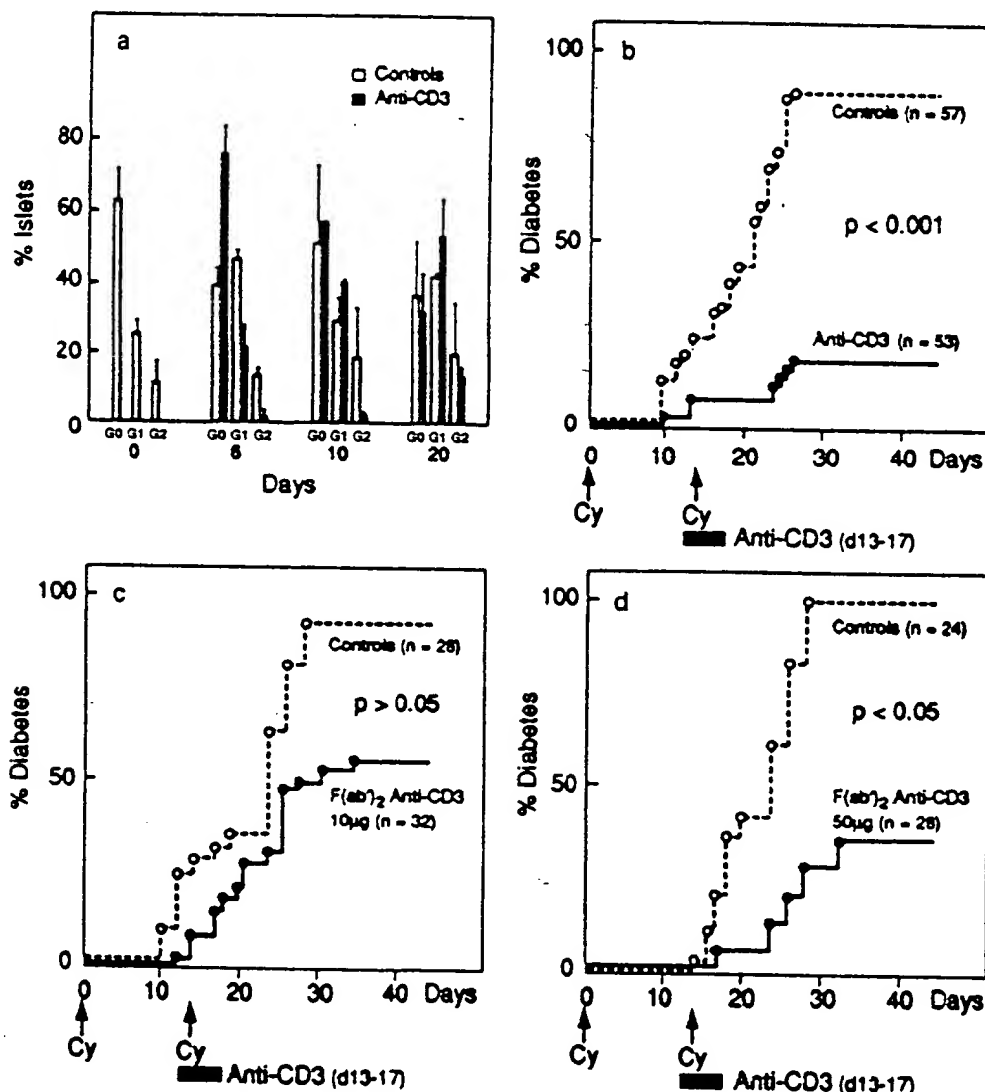 a
Controls
Anti-CD3
% Islets
80
60
40
20
0
G0 G1 G2 G0 G1 G2 G0 G1 G2 G0 G1 G2
0 6 10 20
Days
b
100
50
0
% Diabetes
Controls (n = 57)
p < 0.001
Anti-CD3 (n = 53)
0 10 20 30 40 Days
Cy Cy
Anti-CD3 (d13-17)
c
100
50
0
% Diabetes
Controls (n = 28)
p > 0.05
F(ab')2 Anti-CD3
10µg (n = 32)
0 10 20 30 40 Days
Cy Cy
Anti-CD3 (d13-17)
d
100
50
0
% Diabetes
Controls (n = 24)
p < 0.05
F(ab')2 Anti-CD3
50µg (n = 28)
0 10 20 30 40 Days
Cy Cy
Anti-CD3 (d13-17)